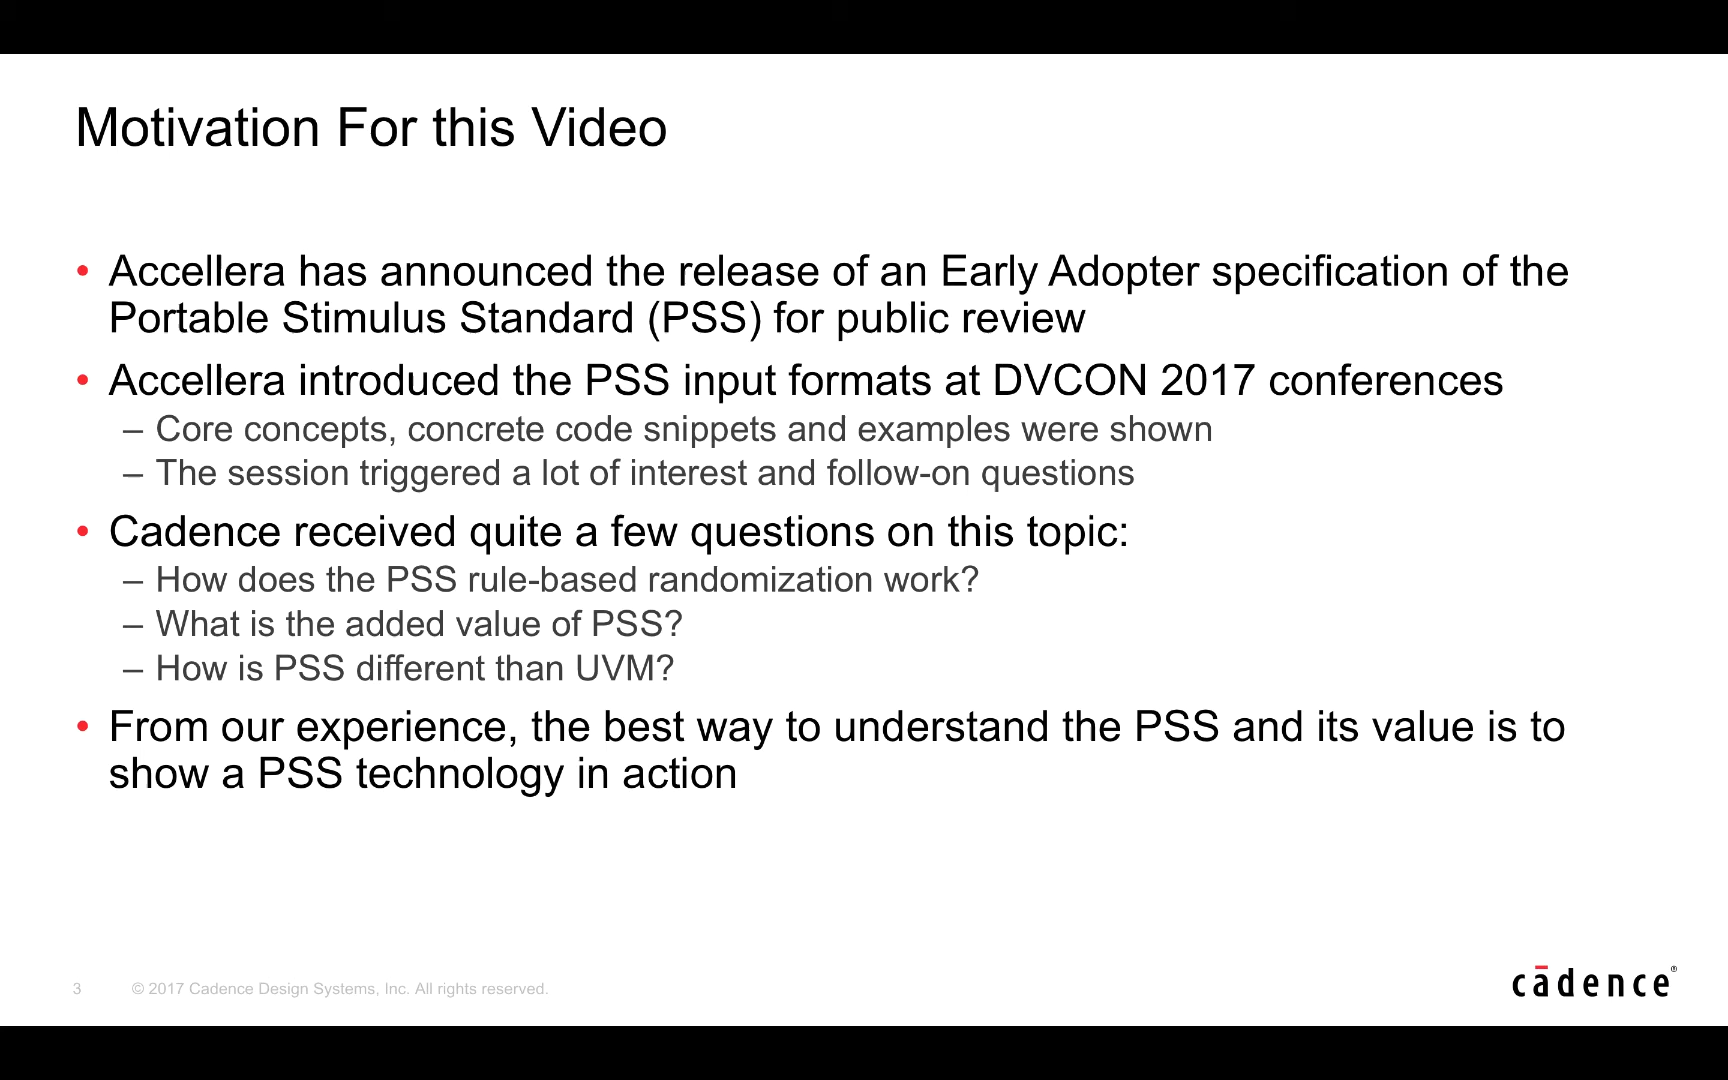 Motivation For this Video
• Accellera has announced the release of an Early Adopter specification of the
Portable Stimulus Standard (PSS) for public review
• Accellera introduced the PSS input formats at DVCON 2017 conferences
– Core concepts, concrete code snippets and examples were shown
– The session triggered a lot of interest and follow-on questions
• Cadence received quite a few questions on this topic:
– How does the PSS rule-based randomization work?
– What is the added value of PSS?
– How is PSS different than UVM?
• From our experience, the best way to understand the PSS and its value is to
show a PSS technology in action
3 © 2017 Cadence Design Systems, Inc. All rights reserved.
cādence®